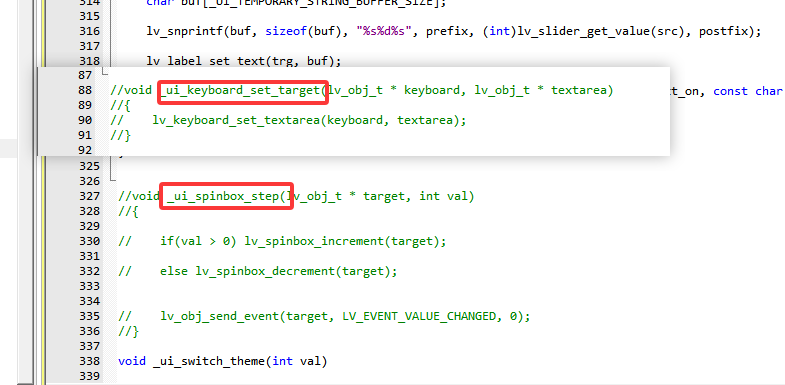 314 char buf[_UI_TEMPORARY_STRING_BUFFER_SIZE];
315
316 lv_snprintf(buf, sizeof(buf), "%s%d%s", prefix, (int)lv_slider_get_value(src), postfix);
317
318 lv_label_set_text(trg, buf);
87
88 //void _ui_keyboard_set_target(lv_obj_t * keyboard, lv_obj_t * textarea)
t_on, const char
89 //{
90 // lv_keyboard_set_textarea(keyboard, textarea);
91 //}
92
325
326
327 //void _ui_spinbox_step(lv_obj_t * target, int val)
328 //{
329
330 // if(val > 0) lv_spinbox_increment(target);
331
332 // else lv_spinbox_decrement(target);
333
334
335 // lv_obj_send_event(target, LV_EVENT_VALUE_CHANGED, 0);
336 //}
337
338 void _ui_switch_theme(int val)
339